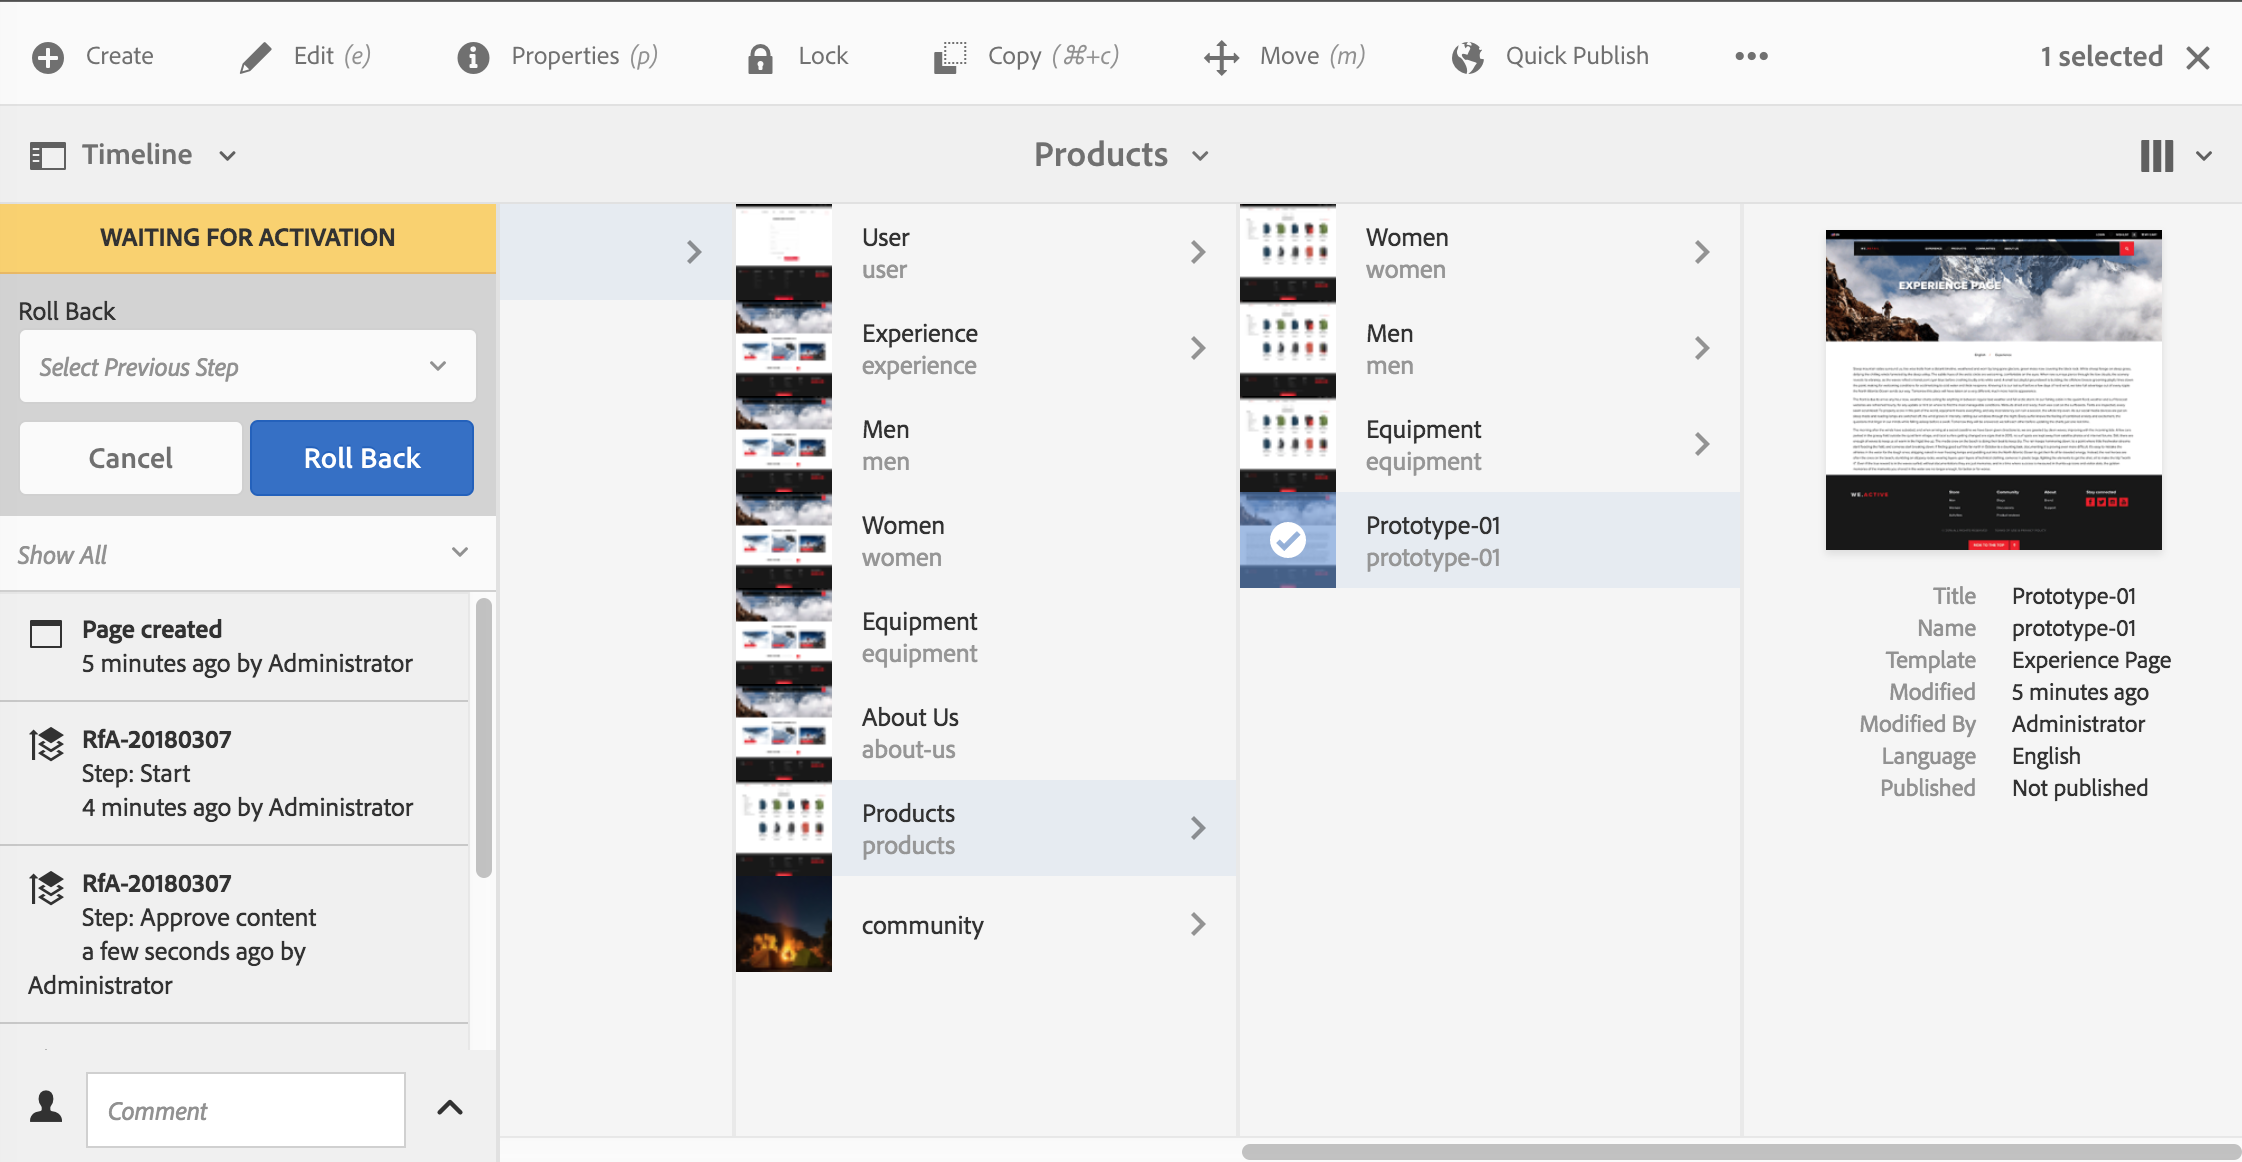 Create
Edit (e)
Properties (p)
Lock
Copy (⌘+c)
Move (m)
Quick Publish
1 selected
Timeline
Products
WAITING FOR ACTIVATION
Roll Back
Select Previous Step
Cancel
Roll Back
Show All
Page created
5 minutes ago by Administrator
RfA-20180307
Step: Start
4 minutes ago by Administrator
RfA-20180307
Step: Approve content
a few seconds ago by
Administrator
Comment
User
user
Experience
experience
Men
men
Women
women
Equipment
equipment
About Us
about-us
Products
products
community
Women
women
Men
men
Equipment
equipment
Prototype-01
prototype-01
EXPERIENCE PAGE
WE.ACTIVE
Title Prototype-01
Name prototype-01
Template Experience Page
Modified 5 minutes ago
Modified By Administrator
Language English
Published Not published